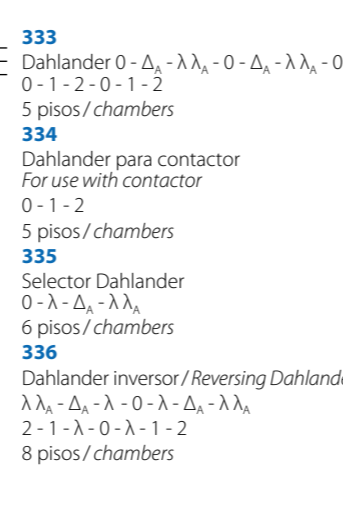 333
Dahlander 0 - Δ_A - λ λ_A - 0 - Δ_A - λ λ_A - 0
0 - 1 - 2 - 0 - 1 - 2
5 pisos / chambers
334
Dahlander para contactor
For use with contactor
0 - 1 - 2
5 pisos / chambers
335
Selector Dahlander
0 - λ - Δ_A - λ λ_A
6 pisos / chambers
336
Dahlander inversor / Reversing Dahlande
λ λ_A - Δ_A - λ - 0 - λ - Δ_A - λ λ_A
2 - 1 - λ - 0 - λ - 1 - 2
8 pisos / chambers